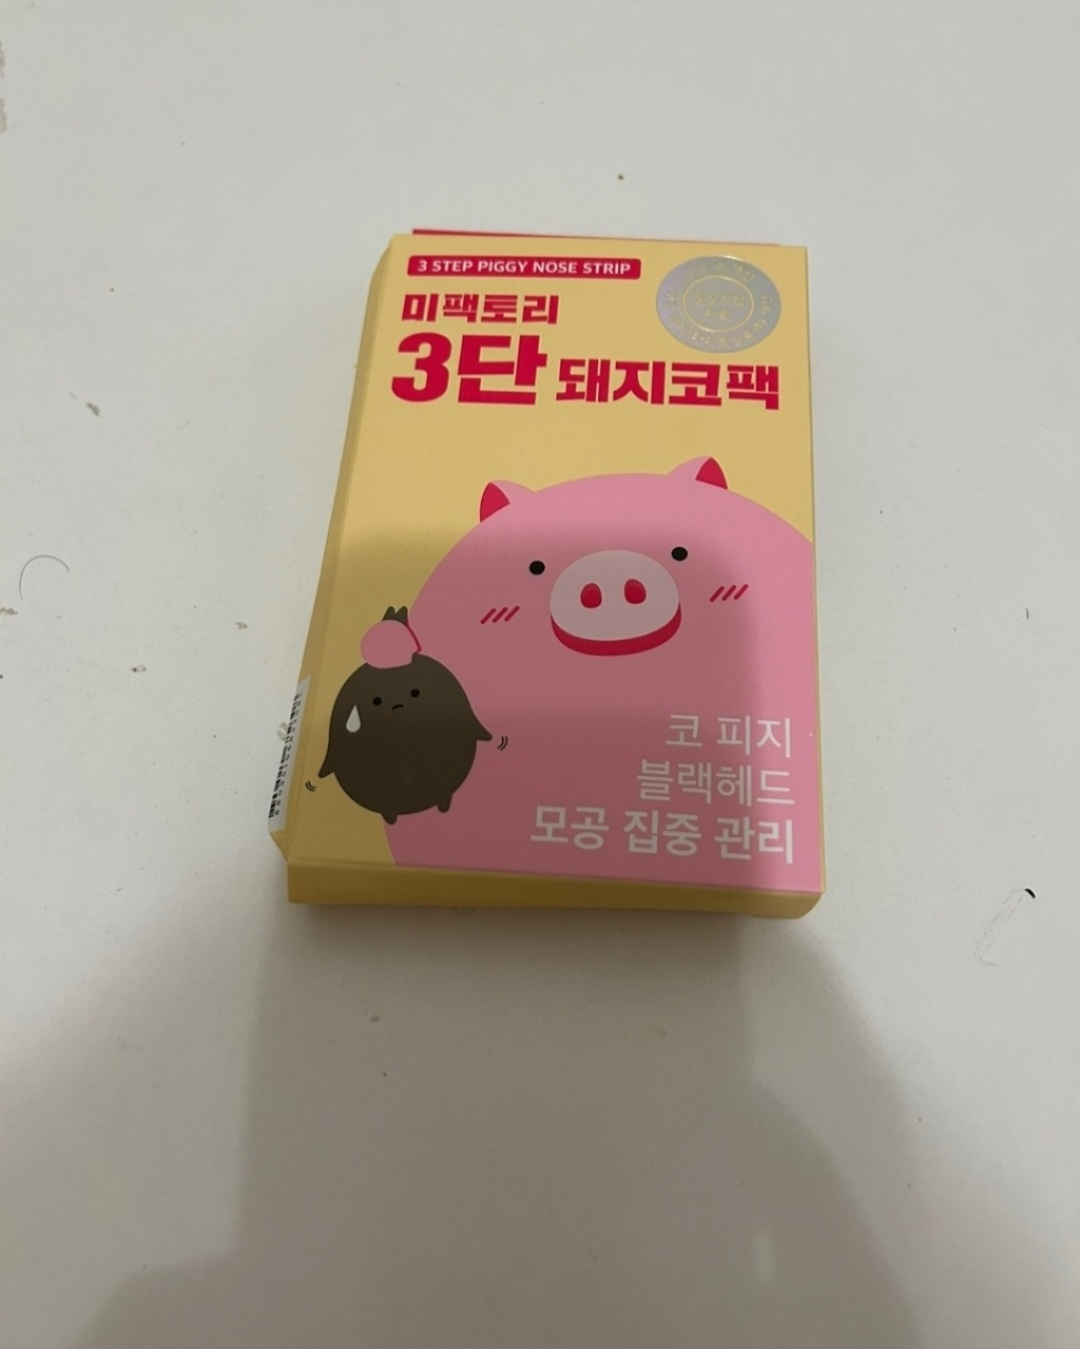 3 STEP PIGGY NOSE STRIP
미팩토리
3단 돼지코팩
코 피지
블랙헤드
모공 집중 관리